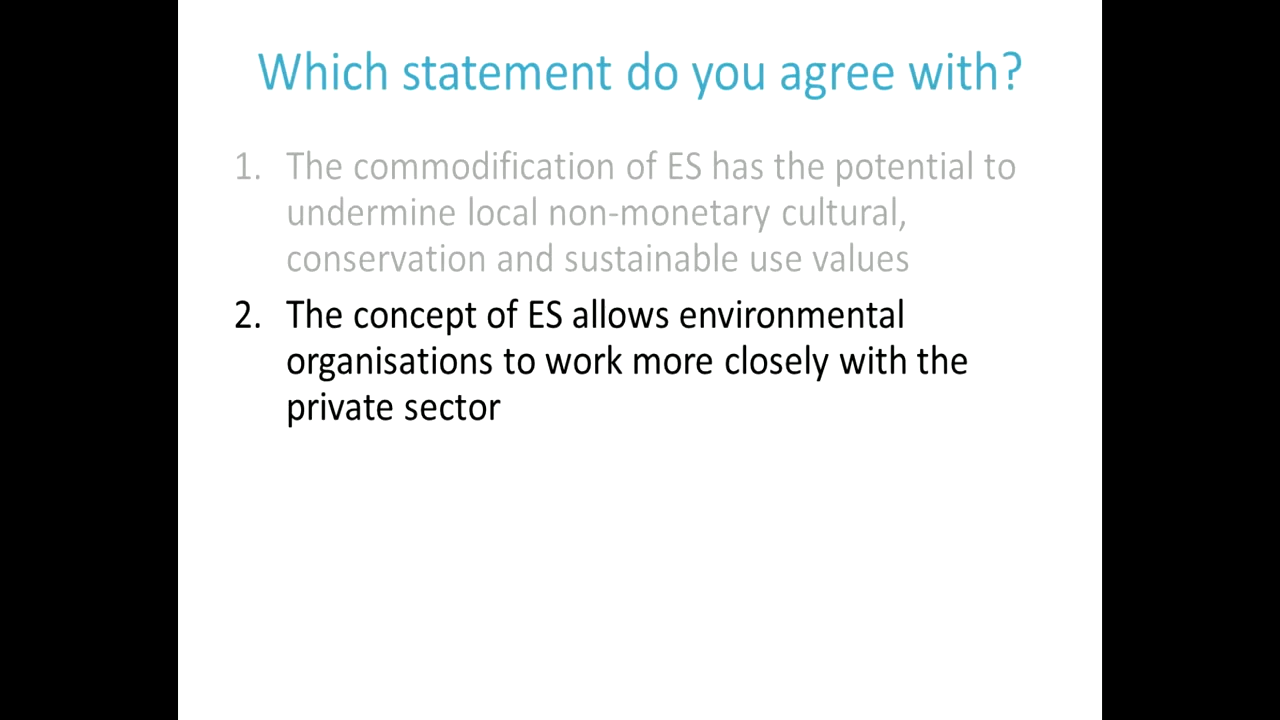 Which statement do you agree with?
1. The commodification of ES has the potential to
undermine local non-monetary cultural,
conservation and sustainable use values
2. The concept of ES allows environmental
organisations to work more closely with the
private sector